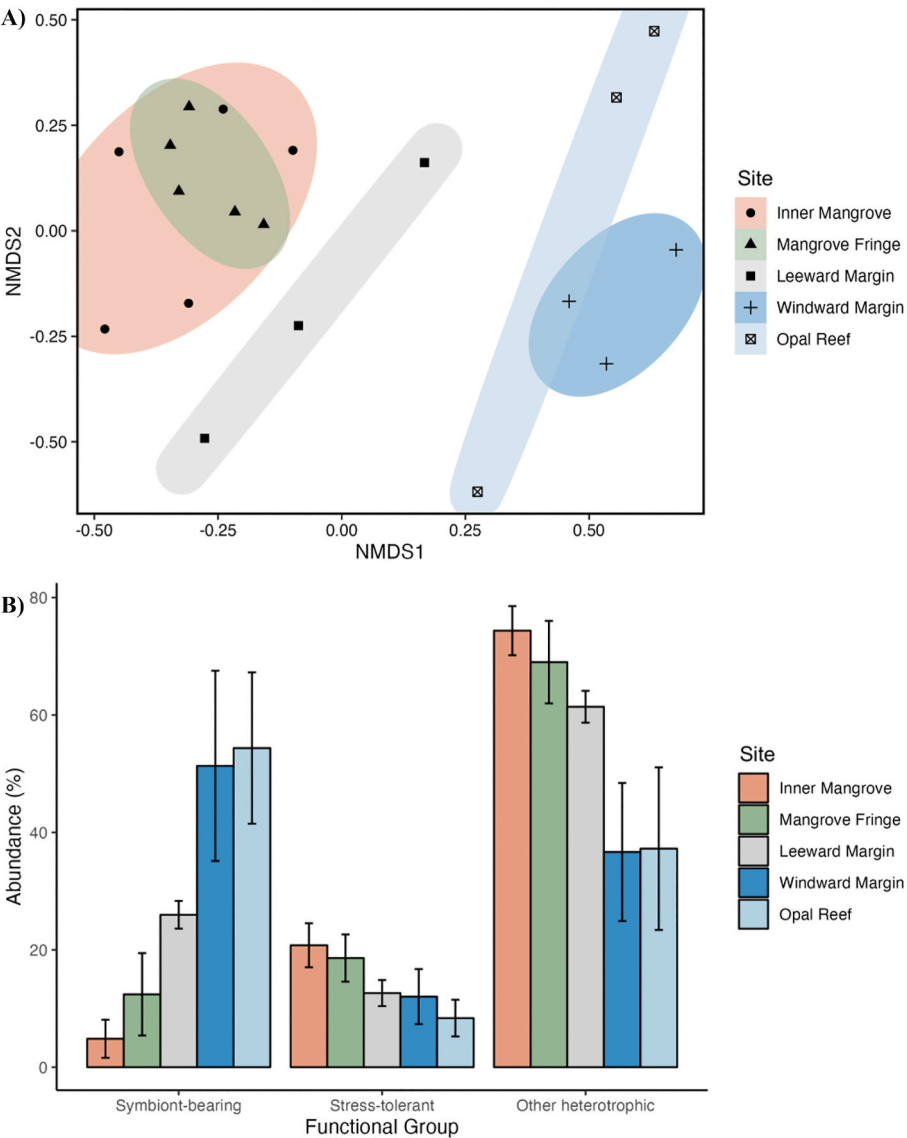 A)
0.50
0.25
0.00
-0.25
-0.50
NMDS2
-0.50
-0.25
0.00
0.25
0.50
NMDS1
Site
Inner Mangrove
Mangrove Fringe
Leeward Margin
Windward Margin
Opal Reef
B)
80
60
40
20
0
Abundance (%)
Symbiont-bearing
Stress-tolerant
Other heterotrophic
Functional Group
Site
Inner Mangrove
Mangrove Fringe
Leeward Margin
Windward Margin
Opal Reef